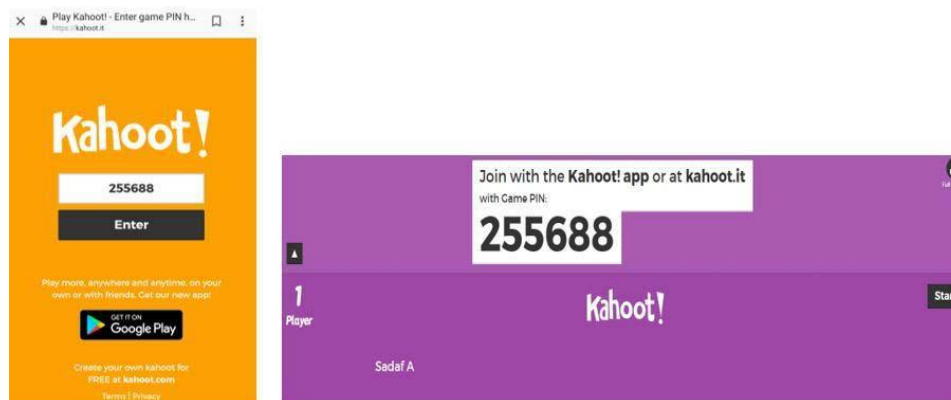 Play Kahoot! - Enter game PIN h...
https://kahoot.it
Kahoot!
255688
Enter
Play more, anywhere and anytime, on your
own or with friends. Get our new app!
GET IT ON
Google Play
Create your own kahoot for
FREE at kahoot.com
Terms | Privacy
Join with the Kahoot! app or at kahoot.it
with Game PIN:
255688
1
Player
Kahoot!
Star
Sadaf A